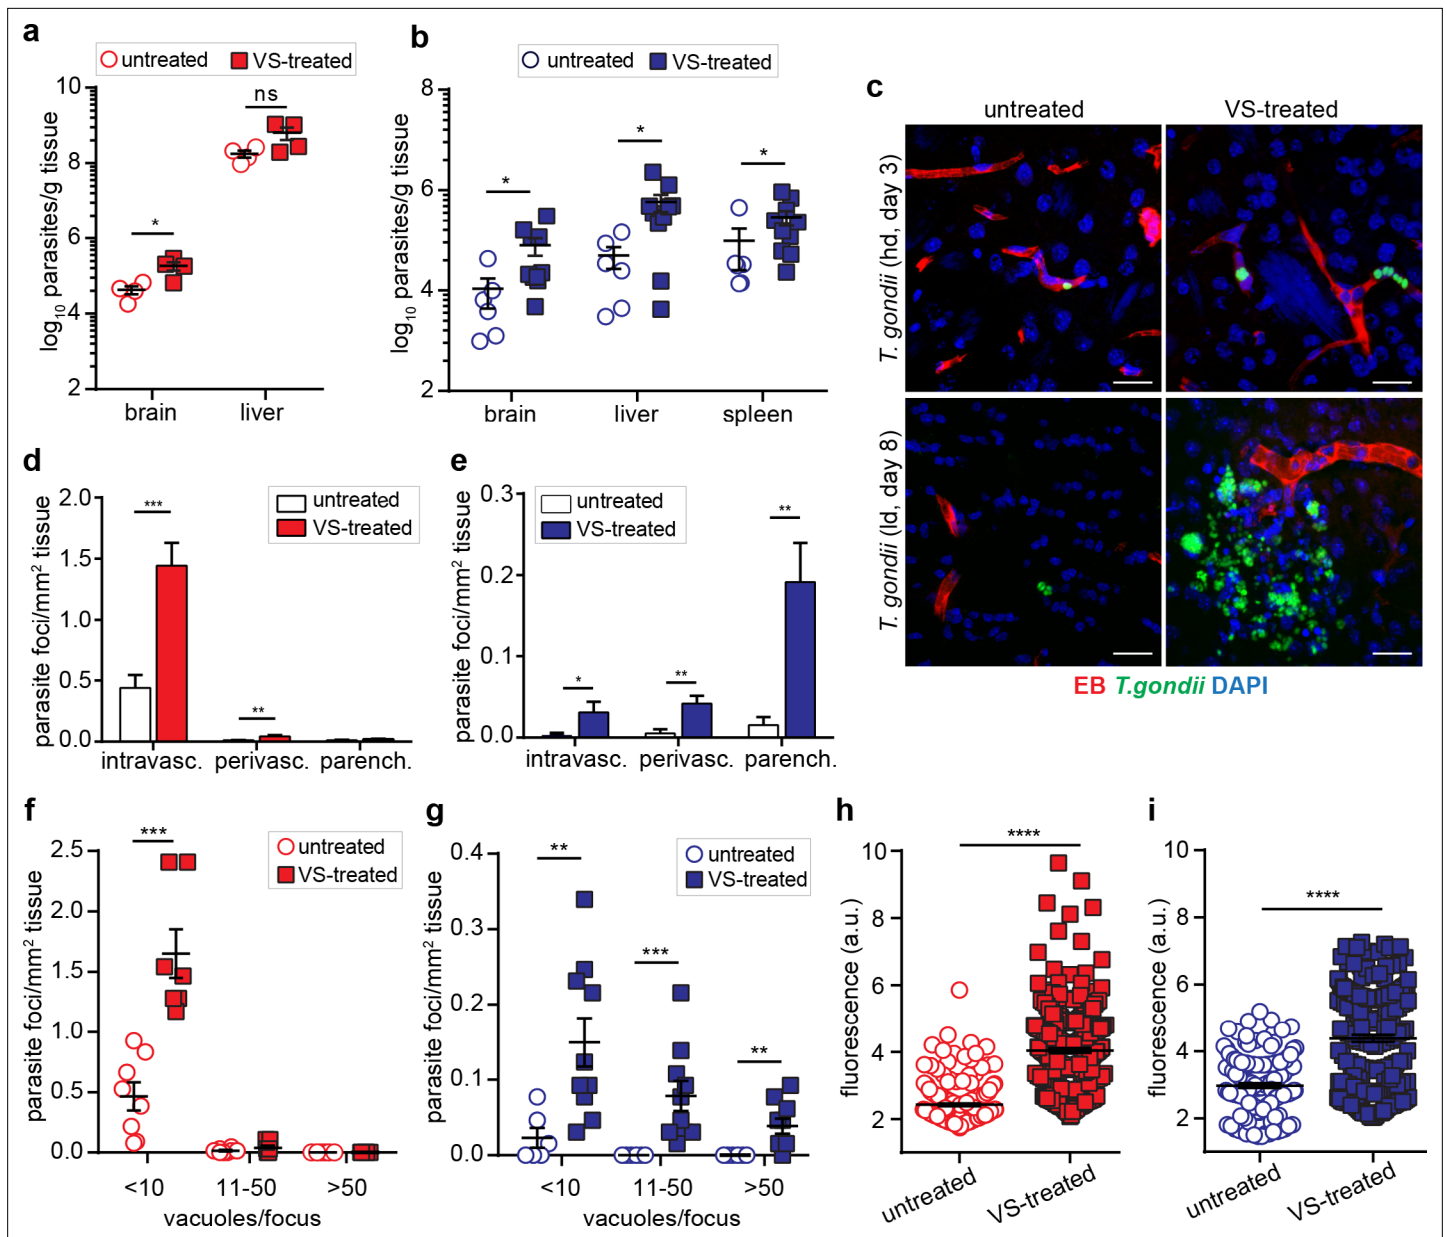 a
untreated VS-treated
log10 parasites/g tissue
10
8
6
4
2
*
ns
brain liver
b
untreated VS-treated
log10 parasites/g tissue
8
6
4
2
*
*
*
brain liver spleen
c
untreated VS-treated
T. gondii (hd, day 3)
T. gondii (ld, day 8)
EB T.gondii DAPI
d
untreated
VS-treated
parasite foci/mm² tissue
2.0
1.5
1.0
0.5
0.0
***
**
intravasc. perivasc. parench.
e
untreated
VS-treated
parasite foci/mm² tissue
0.3
0.2
0.1
0.0
*
**
**
intravasc. perivasc. parench.
f
untreated
VS-treated
parasite foci/mm² tissue
2.5
2.0
1.5
1.0
0.5
0.0
***
<10 11-50 >50
vacuoles/focus
g
untreated
VS-treated
parasite foci/mm² tissue
0.4
0.3
0.2
0.1
0.0
**
***
**
<10 11-50 >50
vacuoles/focus
h
fluorescence (a.u.)
10
8
6
4
2
****
untreated VS-treated
i
fluorescence (a.u.)
10
8
6
4
2
****
untreated VS-treated